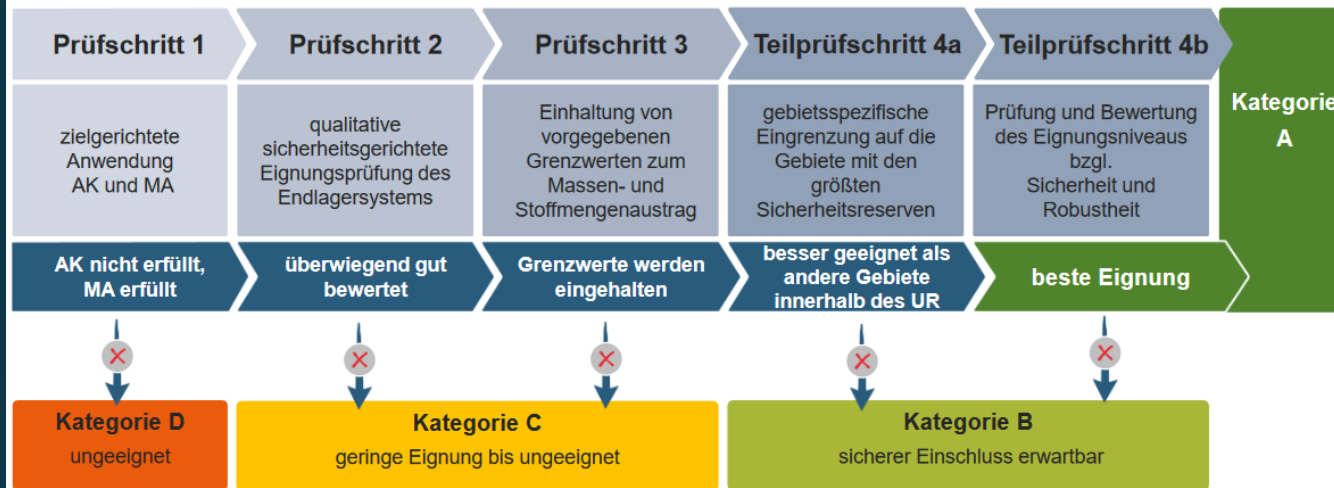 Prüfschritt 1
Prüfschritt 2
Prüfschritt 3
Teilprüfschritt 4a
Teilprüfschritt 4b
zielgerichtete
Anwendung
AK und MA
qualitative
sicherheitsgerichtete
Eignungsprüfung des
Endlagersystems
Einhaltung von
vorgegebenen
Grenzwerten zum
Massen- und
Stoffmengenaustrag
gebietsspezifische
Eingrenzung auf die
Gebiete mit den
größten
Sicherheitsreserven
Prüfung und Bewertung
des Eignungsniveaus
bzgl.
Sicherheit und
Robustheit
Kategorie
A
AK nicht erfüllt,
MA erfüllt
überwiegend gut
bewertet
Grenzwerte werden
eingehalten
besser geeignet als
andere Gebiete
innerhalb des UR
beste Eignung
Kategorie D
ungeeignet
Kategorie C
geringe Eignung bis ungeeignet
Kategorie B
sicherer Einschluss erwartbar